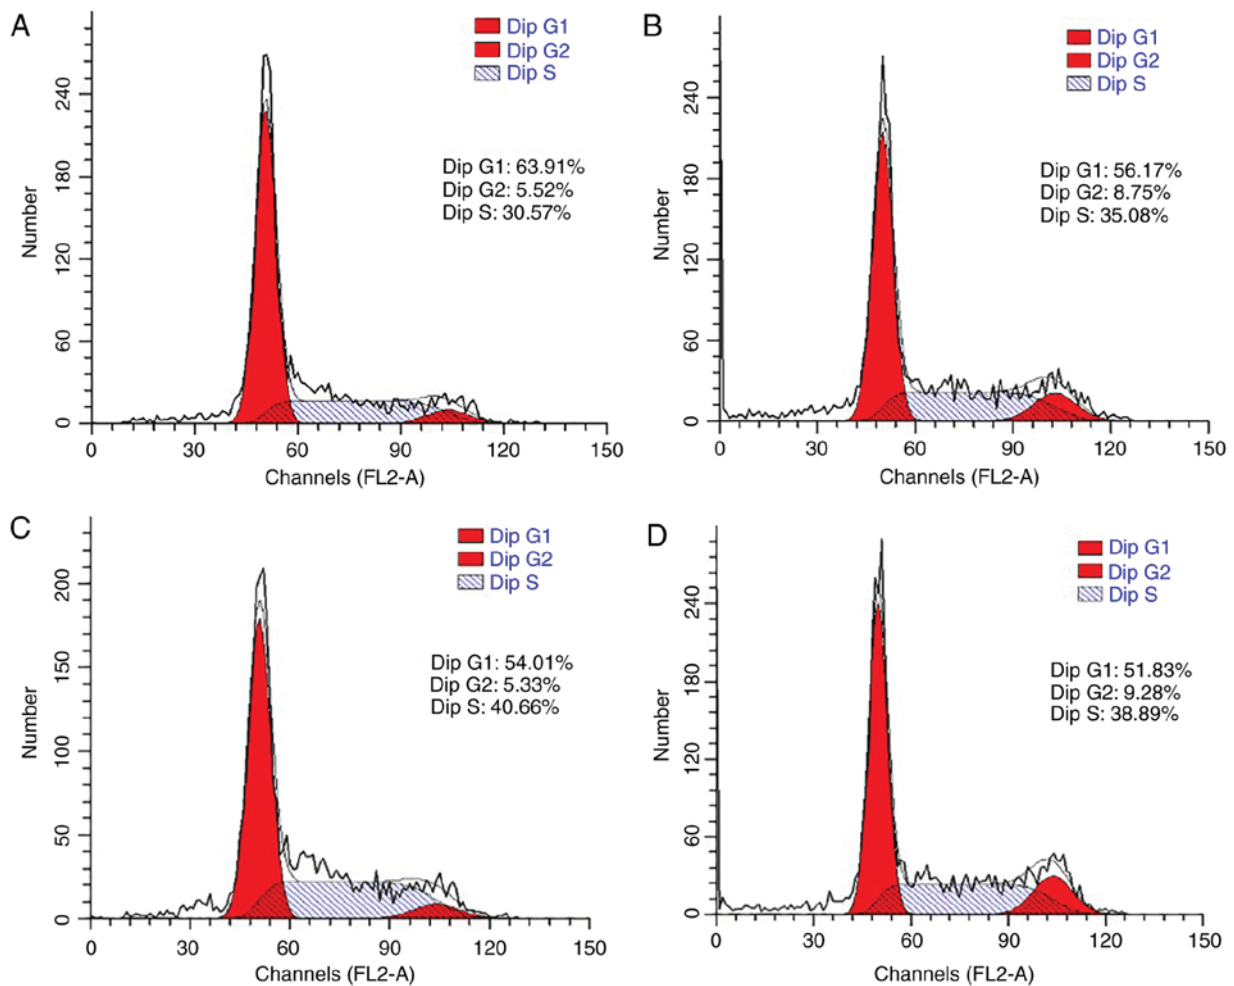 A
Dip G1
Dip G2
Dip S
Dip G1: 63.91%
Dip G2: 5.52%
Dip S: 30.57%
Number
240
180
120
60
0
0 30 60 90 120 150
Channels (FL2-A)
B
Dip G1
Dip G2
Dip S
Dip G1: 56.17%
Dip G2: 8.75%
Dip S: 35.08%
Number
240
180
120
60
0
0 30 60 90 120 150
Channels (FL2-A)
C
Dip G1
Dip G2
Dip S
Dip G1: 54.01%
Dip G2: 5.33%
Dip S: 40.66%
Number
200
150
100
50
0
0 30 60 90 120 150
Channels (FL2-A)
D
Dip G1
Dip G2
Dip S
Dip G1: 51.83%
Dip G2: 9.28%
Dip S: 38.89%
Number
240
180
120
60
0
0 30 60 90 120 150
Channels (FL2-A)